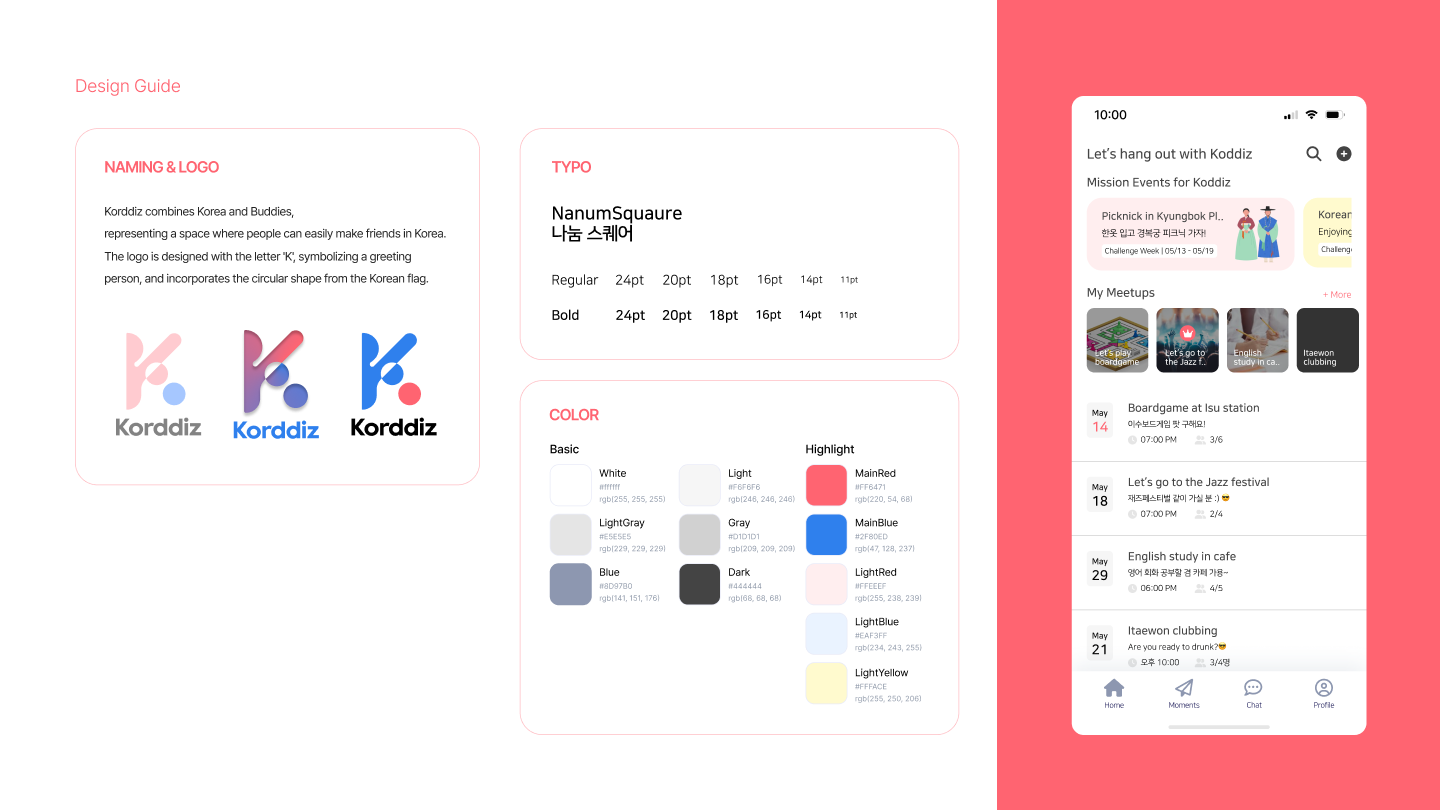 Design Guide
NAMING & LOGO
Korddiz combines Korea and Buddies,
representing a space where people can easily make friends in Korea.
The logo is designed with the letter 'K', symbolizing a greeting
person, and incorporates the circular shape from the Korean flag.
Korddiz
Korddiz
Korddiz
TYPO
NanumSquaure
나눔 스퀘어
Regular 24pt 20pt 18pt 16pt 14pt 11pt
Bold 24pt 20pt 18pt 16pt 14pt 11pt
COLOR
Basic
White
#ffffff
rgb(255, 255, 255)
Light
#F6F6F6
rgb(246, 246, 246)
LightGray
#E5E5E5
rgb(229, 229, 229)
Gray
#D1D1D1
rgb(209, 209, 209)
Blue
#8D97B0
rgb(141, 151, 176)
Dark
#444444
rgb(68, 68, 68)
Highlight
MainRed
#FF6471
rgb(220, 54, 68)
MainBlue
#2F80ED
rgb(47, 128, 237)
LightRed
#FFEEEF
rgb(255, 238, 239)
LightBlue
#EAF3FF
rgb(234, 243, 255)
LightYellow
#FFFACE
rgb(255, 250, 206)
10:00
Let's hang out with Koddiz
Mission Events for Koddiz
Picknick in Kyungbok Pl..
한옷 입고 경복궁 피크닉 가자!
Challenge Week | 05/13 - 05/19
Korean
Enjoying
Challeng
My Meetups
+ More
Let's play
boardgame
Let's go to
the Jazz f..
English
study in ca..
Itaewon
clubbing
May
14
Boardgame at Isu station
이수보드게임 팟 구해요!
07:00 PM 3/6
May
18
Let's go to the Jazz festival
재즈페스티벌 같이 가실 분 :) 😎
07:00 PM 2/4
May
29
English study in cafe
영어 회화 공부할 겸 카페 가용~
06:00 PM 4/5
May
21
Itaewon clubbing
Are you ready to drunk?😎
오후 10:00 3/4명
Home
Moments
Chat
Profile